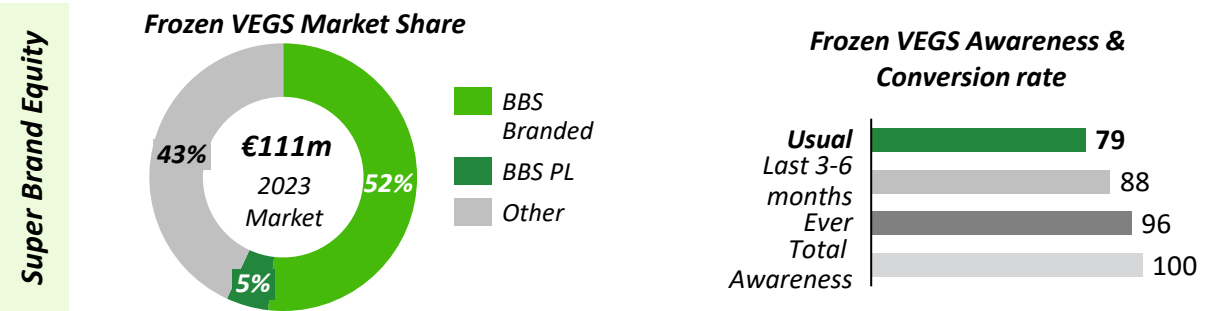 Super Brand Equity
Frozen VEGS Market Share
43%
€111m
2023
Market
52%
5%
BBS
Branded
BBS PL
Other
Frozen VEGS Awareness &
Conversion rate
Usual
79
Last 3-6
months
88
Ever
96
Total
Awareness
100